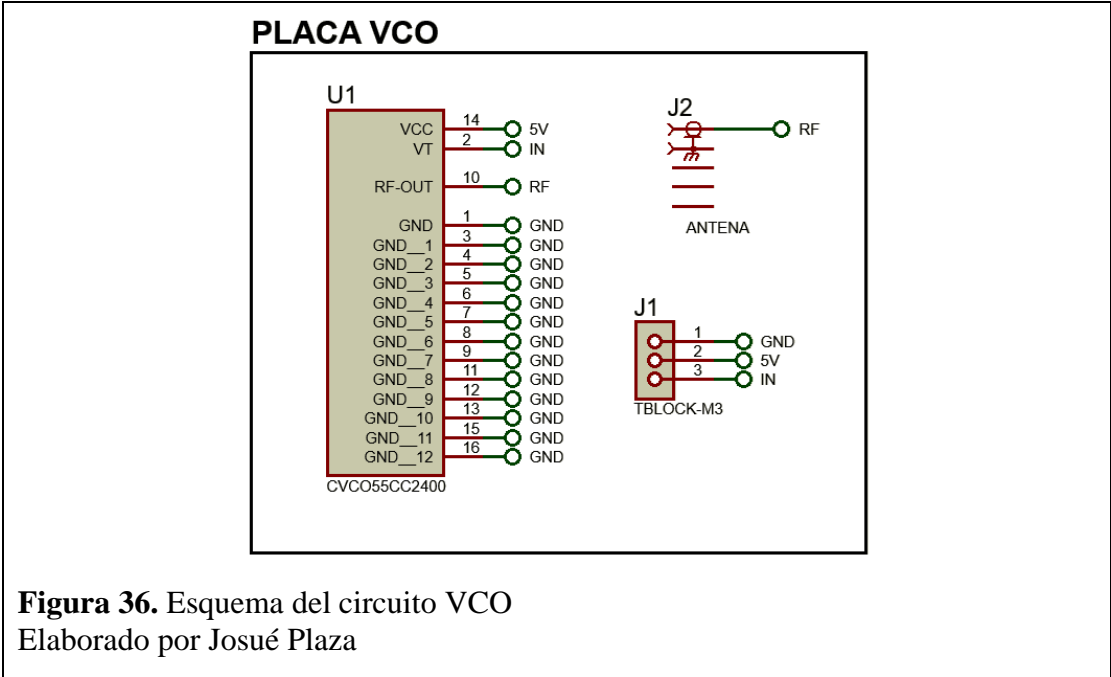 PLACA VCO
U1
VCC 14 5V
VT 2 IN
RF-OUT 10 RF
GND 1 GND
GND__1 3 GND
GND__2 4 GND
GND__3 5 GND
GND__4 6 GND
GND__5 7 GND
GND__6 8 GND
GND__7 9 GND
GND__8 11 GND
GND__9 12 GND
GND__10 13 GND
GND__11 15 GND
GND__12 16 GND
CVCO55CC2400
J2
RF
ANTENA
J1
1 GND
2 5V
3 IN
TBLOCK-M3
Figura 36. Esquema del circuito VCO
Elaborado por Josué Plaza